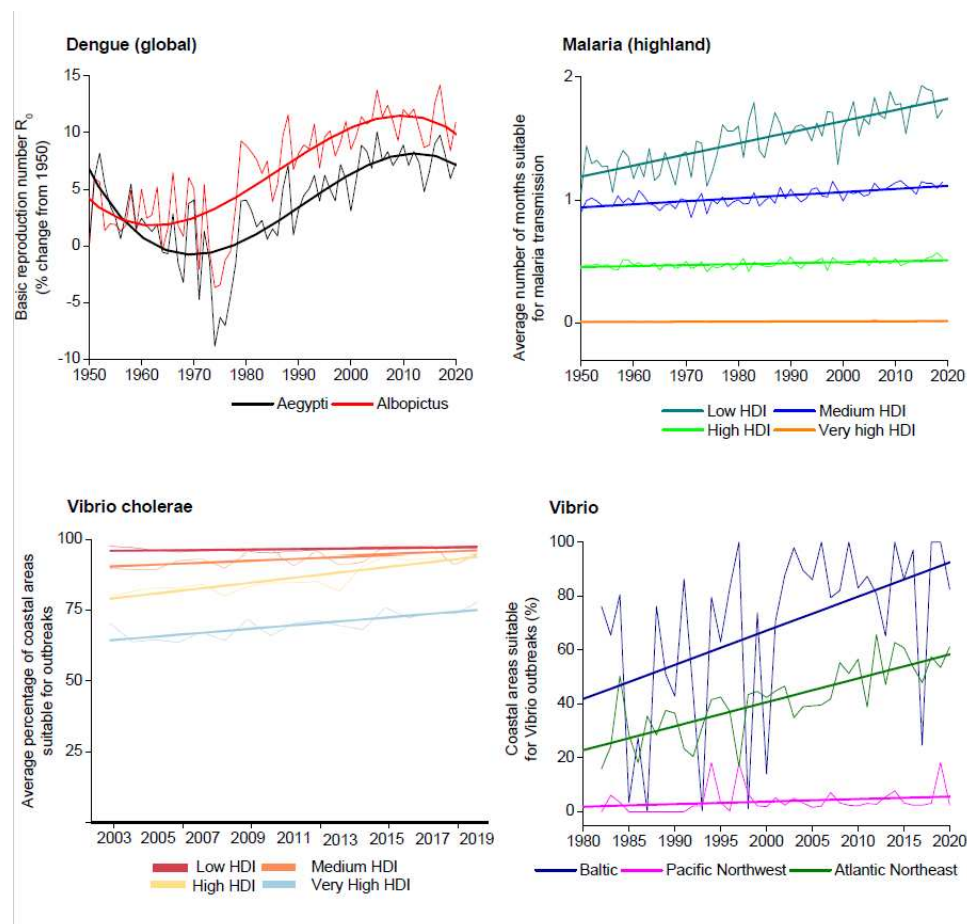 Dengue (global)
Basic reproduction number R0
(% change from 1950)
15
10
5
0
-5
-10
1950 1960 1970 1980 1990 2000 2010 2020
Aegypti Albopictus
Malaria (highland)
Average number of months suitable
for malaria transmission
2
1
0
1950 1960 1970 1980 1990 2000 2010 2020
Low HDI Medium HDI
High HDI Very high HDI
Vibrio cholerae
Average percentage of coastal areas
suitable for outbreaks
100
75
50
25
2003 2005 2007 2009 2011 2013 2015 2017 2019
Low HDI Medium HDI
High HDI Very High HDI
Vibrio
Coastal areas suitable
for Vibrio outbreaks (%)
100
80
60
40
20
0
1980 1985 1990 1995 2000 2005 2010 2015 2020
Baltic Pacific Northwest Atlantic Northeast